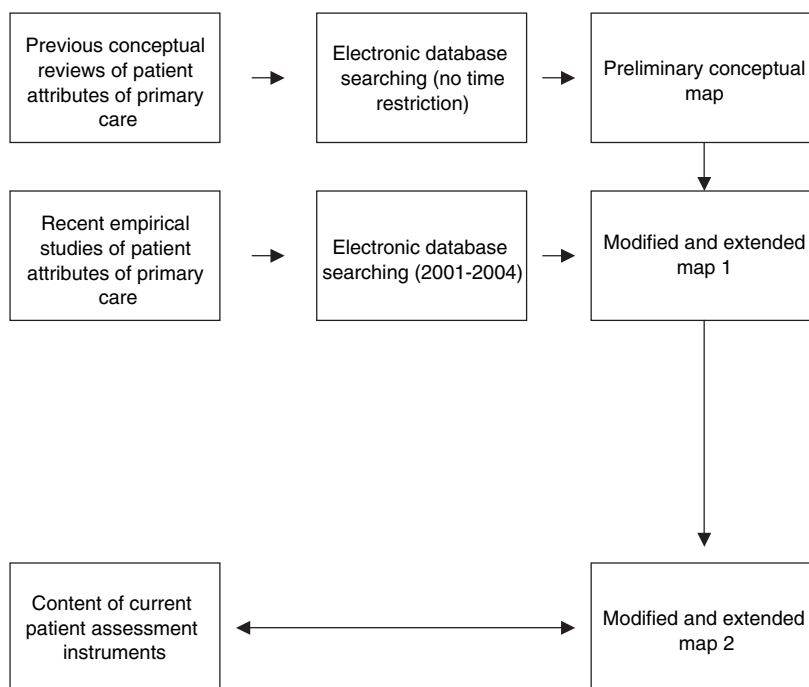 Previous conceptual
reviews of patient
attributes of primary
care
Electronic database
searching (no time
restriction)
Preliminary conceptual
map
Recent empirical
studies of patient
attributes of primary
care
Electronic database
searching (2001-2004)
Modified and extended
map 1
Content of current
patient assessment
instruments
Modified and extended
map 2